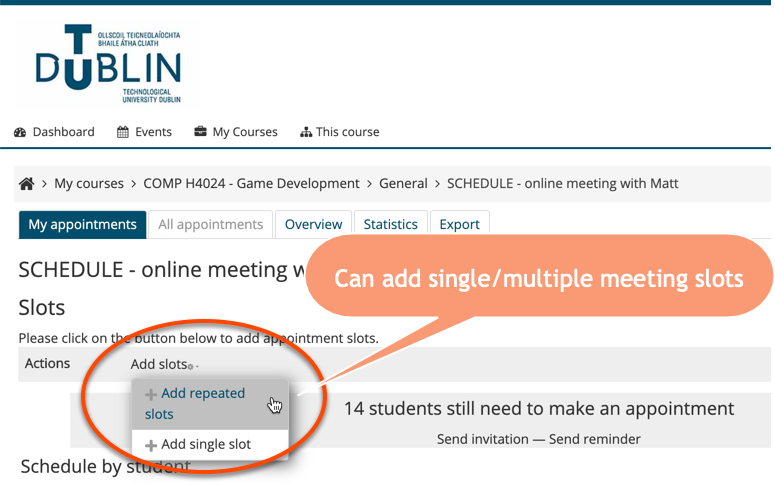 OLLSCOIL TEICNEOLAÍOCHTA
BHAILE ÁTHA CLIATH
TU DUBLIN
TECHNOLOGICAL
UNIVERSITY DUBLIN
Dashboard Events My Courses This course
My courses > COMP H4024 - Game Development > General > SCHEDULE - online meeting with Matt
My appointments All appointments Overview Statistics Export
SCHEDULE - online meeting w
Can add single/multiple meeting slots
Slots
Please click on the button below to add appointment slots.
Actions Add slots
Add repeated
slots
Add single slot
14 students still need to make an appointment
Send invitation — Send reminder
Schedule by student